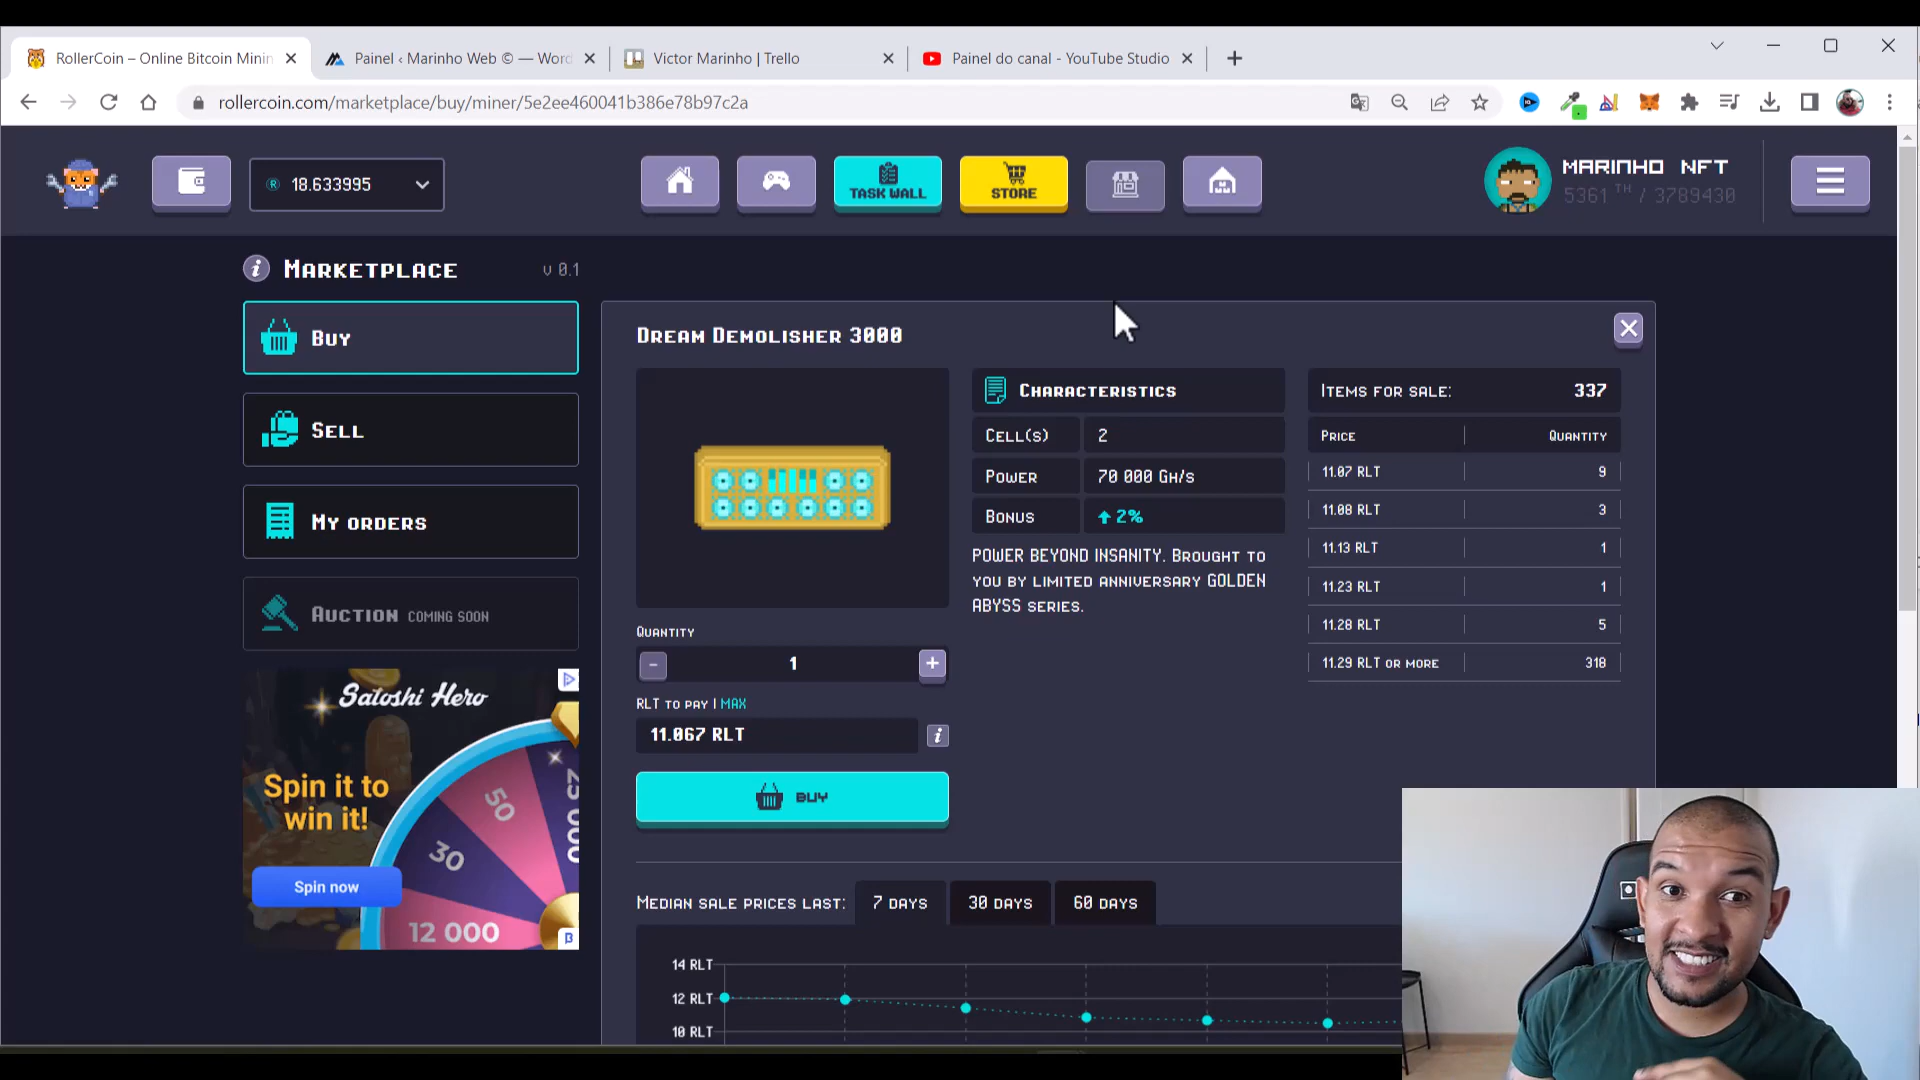 RollerCoin – Online Bitcoin Minin
Painel ‹ Marinho Web © — Word
Victor Marinho | Trello
Painel do canal - YouTube Studio
rollercoin.com/marketplace/buy/miner/5e2ee460041b386e78b97c2a
18.633995
TASK WALL
STORE
MARINHO NFT
5361 TH / 3789430
MARKETPLACE
v 0.1
BUY
SELL
MY ORDERS
AUCTION COMING SOON
Satoshi Hero
Spin it to
win it!
Spin now
50
30
12 000
25 000
DREAM DEMOLISHER 3000
QUANTITY
1
RLT TO PAY | MAX
11.067 RLT
BUY
CHARACTERISTICS
CELL(S) 2
POWER 70 000 GH/S
BONUS 2%
POWER BEYOND INSANITY. BROUGHT TO
YOU BY LIMITED ANNIVERSARY GOLDEN
ABYSS SERIES.
ITEMS FOR SALE: 337
PRICE QUANTITY
11.07 RLT 9
11.08 RLT 3
11.13 RLT 1
11.23 RLT 1
11.28 RLT 5
11.29 RLT OR MORE 318
MEDIAN SALE PRICES LAST: 7 DAYS 30 DAYS 60 DAYS
14 RLT
12 RLT
10 RLT